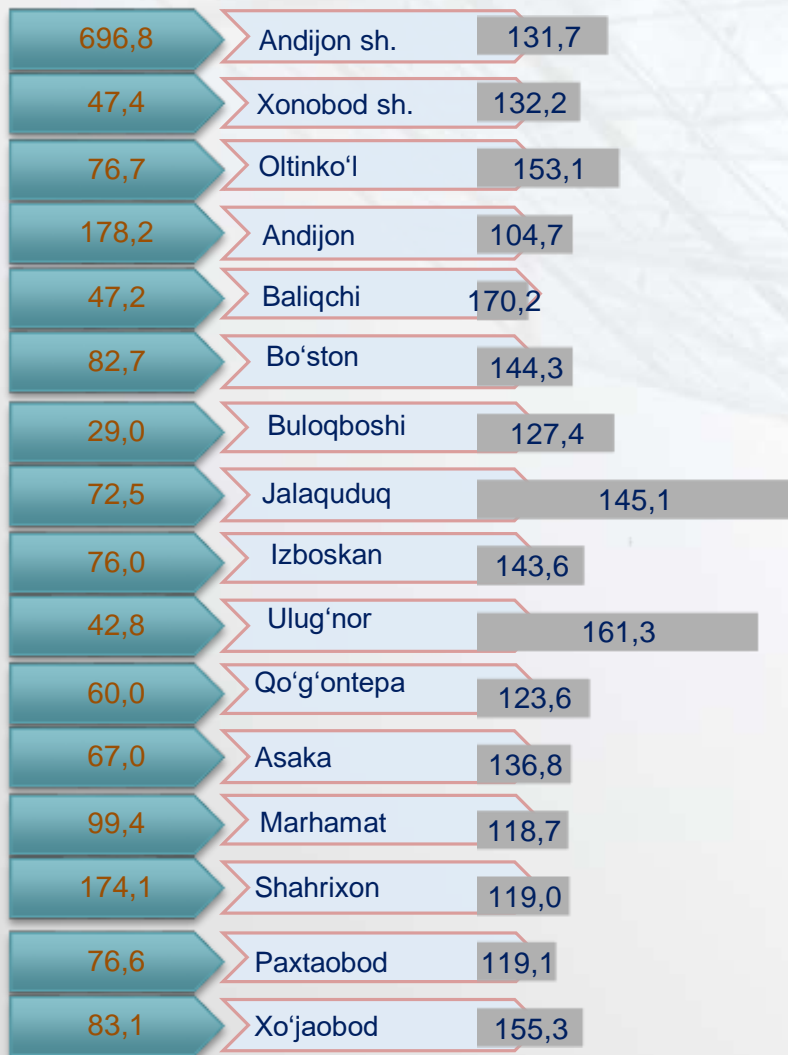 696,8 Andijon sh. 131,7
47,4 Xonobod sh. 132,2
76,7 Oltinko‘l 153,1
178,2 Andijon 104,7
47,2 Baliqchi 170,2
82,7 Bo‘ston 144,3
29,0 Buloqboshi 127,4
72,5 Jalaquduq 145,1
76,0 Izboskan 143,6
42,8 Ulug‘nor 161,3
60,0 Qo‘g‘ontepa 123,6
67,0 Asaka 136,8
99,4 Marhamat 118,7
174,1 Shahrixon 119,0
76,6 Paxtaobod 119,1
83,1 Xo‘jaobod 155,3